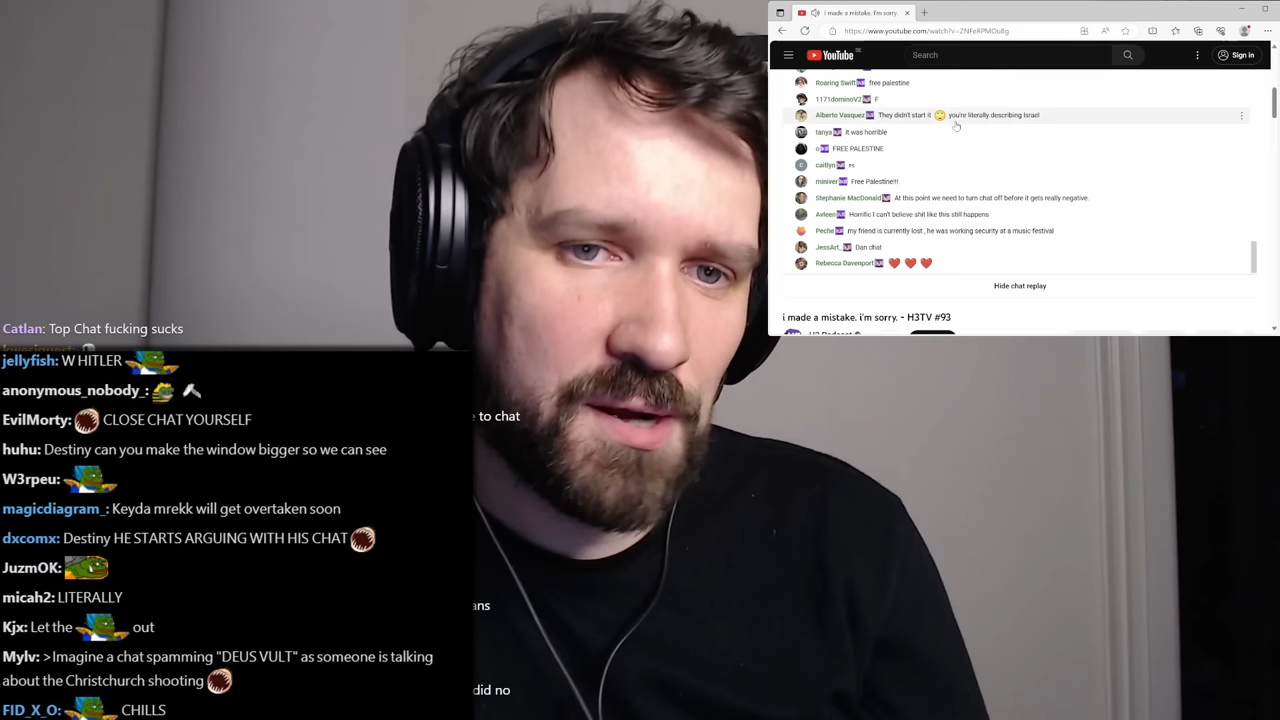 i made a mistake. i'm sorry.
https://www.youtube.com/watch?v=ZNFeRPMOu8g
YouTube SE
Search
Sign in
Roaring Swift free palestine
1171dominoV2 F
Alberto Vasquez They didn't start it 🙄 you're literally describing Israel
tanya it was horrible
o FREE PALESTINE
caitlyn rs
miniver Free Palestine!!!
Stephanie MacDonald At this point we need to turn chat off before it gets really negative.
Avleen Horrific I can't believe shit like this still happens
Peche my friend is currently lost , he was working security at a music festival
JessArt_ Dan chat
Rebecca Davenport ❤️ ❤️ ❤️
Hide chat replay
i made a mistake. i'm sorry. - H3TV #93
Catlan: Top Chat fucking sucks
jellyfish: W HITLER
anonymous_nobody_:
EvilMorty: CLOSE CHAT YOURSELF
huhu: Destiny can you make the window bigger so we can see
W3rpeu:
magicdiagram_: Keyda mrekk will get overtaken soon
dxcomx: Destiny HE STARTS ARGUING WITH HIS CHAT
JuzmOK:
micah2: LITERALLY
Kjx: Let the out
Mylv: >Imagine a chat spamming "DEUS VULT" as someone is talking
about the Christchurch shooting
FID_X_O: CHILLS
e to chat
ans
did no